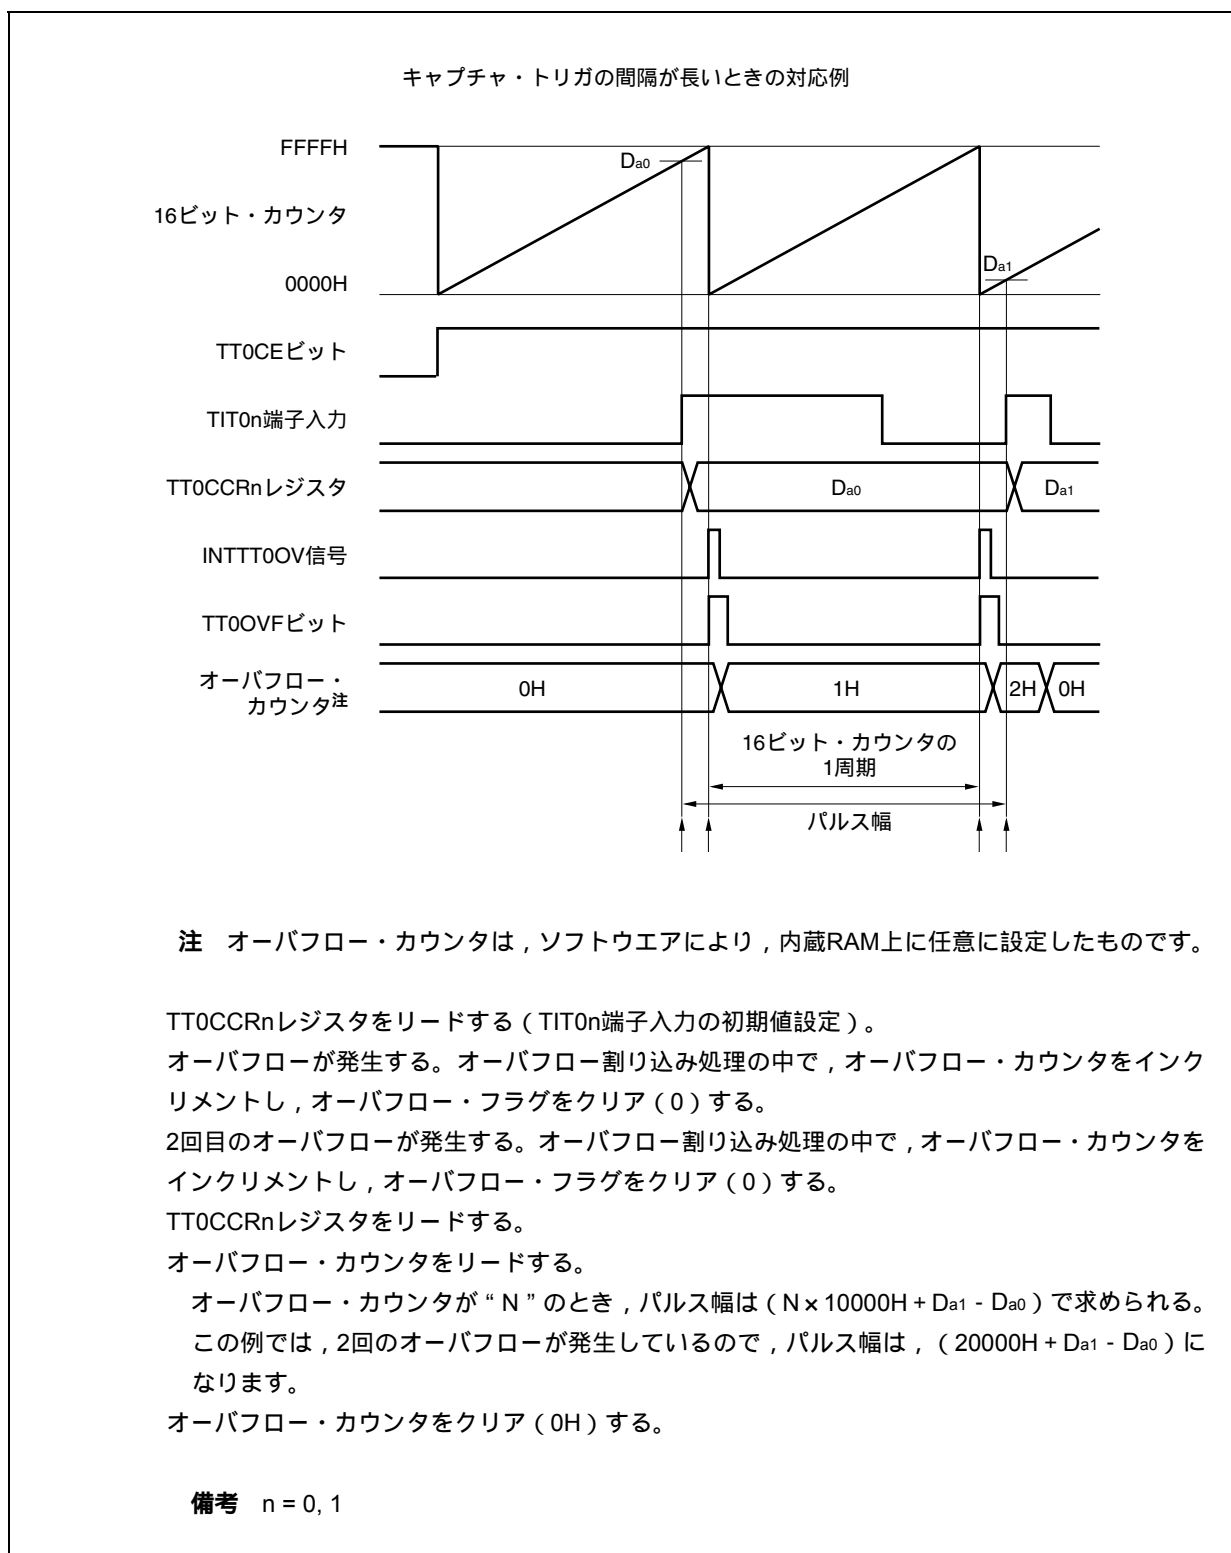 キャプチャ・トリガの間隔が長いときの対応例
FFFFH
Da0
16ビット・カウンタ
Da1
0000H
TT0CEビット
TIT0n端子入力
TT0CCRnレジスタ
Da0
Da1
INTTT0OV信号
TT0OVFビット
オーバフロー・
カウンタ注
0H
1H
2H
0H
16ビット・カウンタの
1周期
パルス幅
注 オーバフロー・カウンタは，ソフトウエアにより，内蔵RAM上に任意に設定したものです。
TT0CCRnレジスタをリードする（TIT0n端子入力の初期値設定）。
オーバフローが発生する。オーバフロー割り込み処理の中で，オーバフロー・カウンタをインク
リメントし，オーバフロー・フラグをクリア（0）する。
2回目のオーバフローが発生する。オーバフロー割り込み処理の中で，オーバフロー・カウンタを
インクリメントし，オーバフロー・フラグをクリア（0）する。
TT0CCRnレジスタをリードする。
オーバフロー・カウンタをリードする。
オーバフロー・カウンタが“N”のとき，パルス幅は（N×10000H＋Da1 - Da0）で求められる。
この例では，2回のオーバフローが発生しているので，パルス幅は，（20000H＋Da1 - Da0）に
なります。
オーバフロー・カウンタをクリア（0H）する。
備考 n = 0, 1